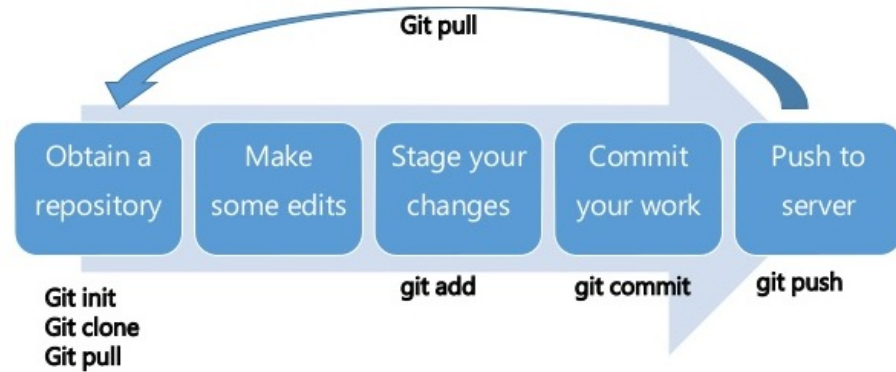 Git pull
Obtain a
repository
Make
some edits
Stage your
changes
Commit
your work
Push to
server
Git init
Git clone
Git pull
git add
git commit
git push